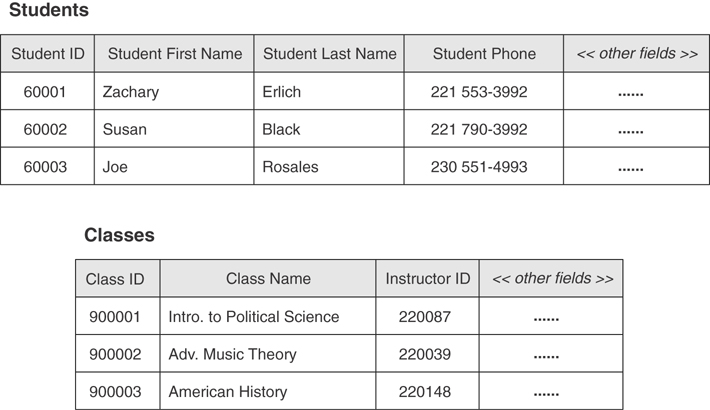 Students
Student ID Student First Name Student Last Name Student Phone << other fields >>
60001 Zachary Erlich 221 553-3992 ......
60002 Susan Black 221 790-3992 ......
60003 Joe Rosales 230 551-4993 ......
Classes
Class ID Class Name Instructor ID << other fields >>
900001 Intro. to Political Science 220087 ......
900002 Adv. Music Theory 220039 ......
900003 American History 220148 ......